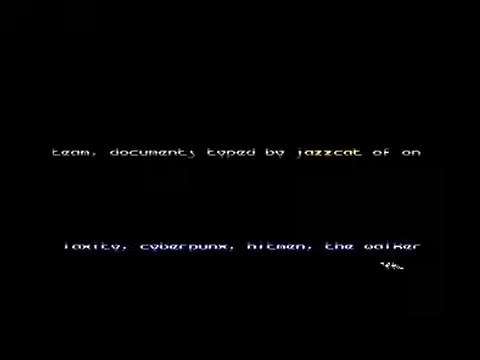 team, documents typed by jazzcat of on
laxity, cyberpunx, hitmen, the walker